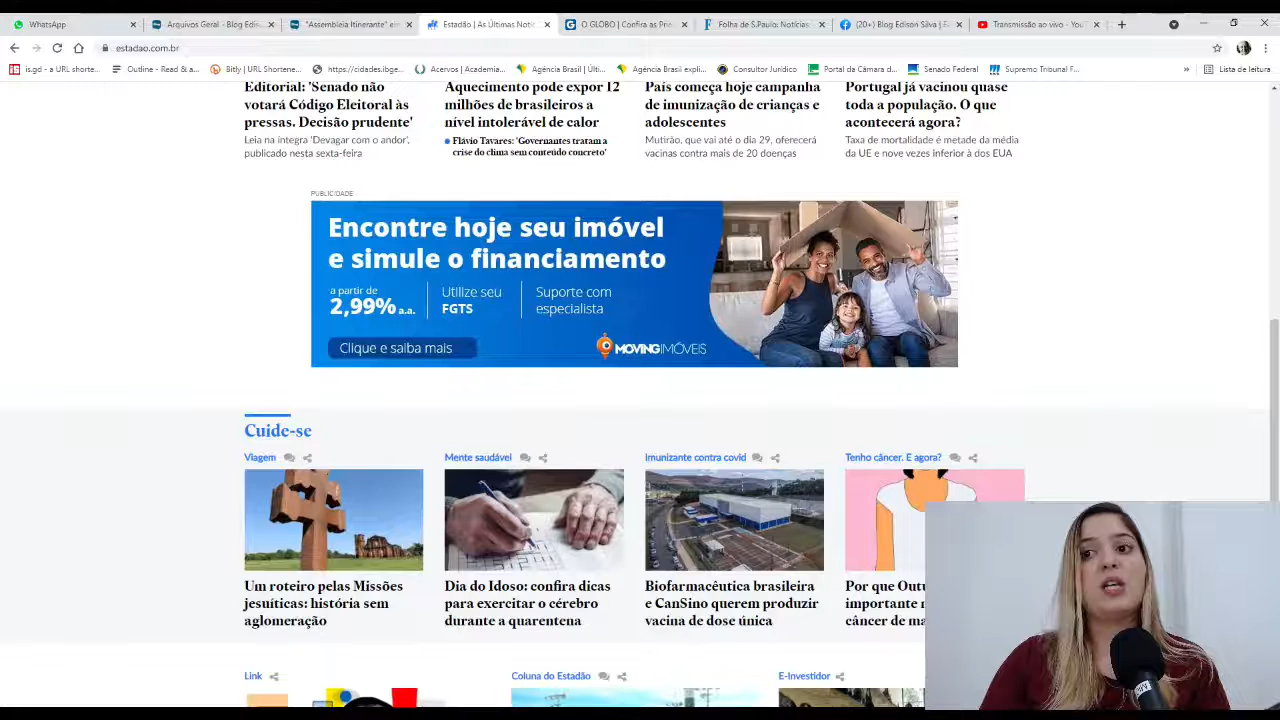 WhatsApp
Arquivos Geral - Blog Edis
"Assembleia Itinerante" em
Estadão | As Últimas Notí
O GLOBO | Confira as Prin
Folha de S.Paulo: Notícias
(20+) Blog Edison Silva | F
Transmissão ao vivo - You
estadao.com.br
is.gd - a URL shorte...
Outline - Read & a...
Bitly | URL Shortene...
https://cidades.ibge...
Acervos | Academia...
Agência Brasil | Últi...
Agência Brasil expli...
Consultor Jurídico
Portal da Câmara d...
Senado Federal
Supremo Tribunal F...
»
Lista de leitura
Editorial: 'Senado não
votará Código Eleitoral às
pressas. Decisão prudente'
Leia na íntegra 'Devagar com o andor',
publicado nesta sexta-feira
Aquecimento pode expor 12
milhões de brasileiros a
nível intolerável de calor
Flávio Tavares: 'Governantes tratam a
crise do clima sem conteúdo concreto'
País começa hoje campanha
de imunização de crianças e
adolescentes
Mutirão, que vai até o dia 29, oferecerá
vacinas contra mais de 20 doenças
Portugal já vacinou quase
toda a população. O que
acontecerá agora?
Taxa de mortalidade é metade da média
da UE e nove vezes inferior à dos EUA
PUBLICIDADE
Encontre hoje seu imóvel
e simule o financiamento
a partir de
2,99% a.a.
Utilize seu
FGTS
Suporte com
especialista
Clique e saiba mais
MOVINGIMÓVEIS
Cuide-se
Viagem
Um roteiro pelas Missões
jesuíticas: história sem
aglomeração
Mente saudável
Dia do Idoso: confira dicas
para exercitar o cérebro
durante a quarentena
Imunizante contra covid
Biofarmacêutica brasileira
e CanSino querem produzir
vacina de dose única
Tenho câncer. E agora?
Por que Outu
importante
câncer de ma
Link
Coluna do Estadão
E-Investidor